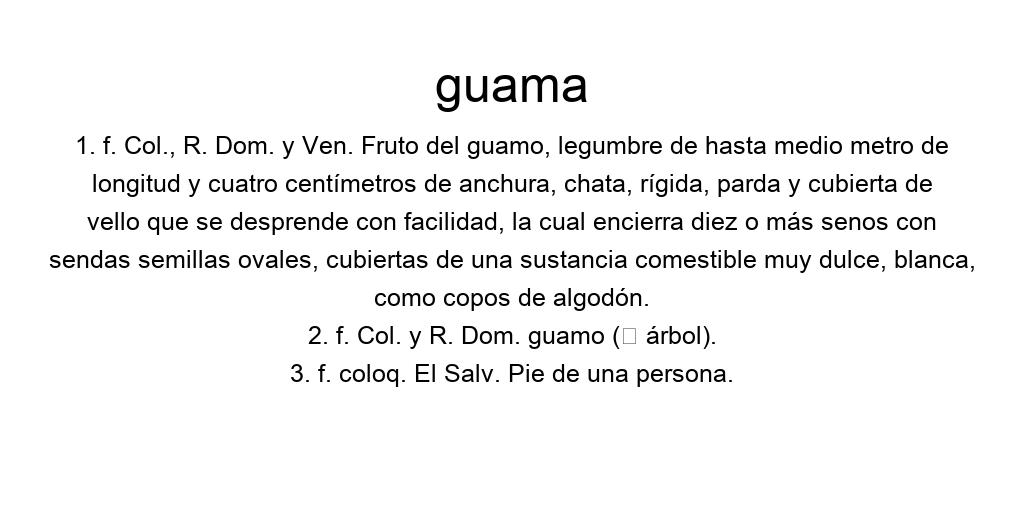 guama
1. f. Col., R. Dom. y Ven. Fruto del guamo, legumbre de hasta medio metro de
longitud y cuatro centímetros de anchura, chata, rígida, parda y cubierta de
vello que se desprende con facilidad, la cual encierra diez o más senos con
sendas semillas ovales, cubiertas de una sustancia comestible muy dulce, blanca,
como copos de algodón.
2. f. Col. y R. Dom. guamo (□ árbol).
3. f. coloq. El Salv. Pie de una persona.